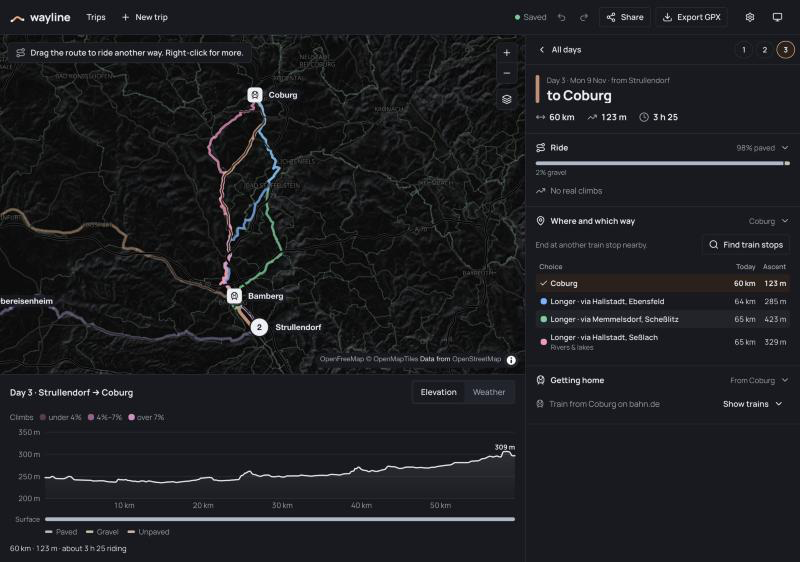 wayline
Trips
New trip
Saved
Share
Export GPX
Drag the route to ride another way. Right-click for more.
Coburg
Bamberg
2
Strullendorf
bereisenheim
KRONACH
BAYREUTH
A 70
OpenFreeMap © OpenMapTiles Data from OpenStreetMap
Day 3 · Strullendorf → Coburg
Elevation
Weather
Climbs
under 4%
4%–7%
over 7%
350 m
300 m
250 m
200 m
309 m
10 km
20 km
30 km
40 km
50 km
Surface
Paved
Gravel
Unpaved
60 km · 123 m · about 3 h 25 riding
All days
1
2
3
Day 3 · Mon 9 Nov · from Strullendorf
to Coburg
60 km
123 m
3 h 25
Ride
98% paved
2% gravel
No real climbs
Where and which way
Coburg
End at another train stop nearby.
Find train stops
Choice Today Ascent
Coburg 60 km 123 m
Longer · via Hallstadt, Ebensfeld 64 km 285 m
Longer · via Memmelsdorf, Scheßlitz 65 km 423 m
Longer · via Hallstadt, Seßlach 65 km 329 m
Rivers & lakes
Getting home
From Coburg
Train from Coburg on bahn.de
Show trains